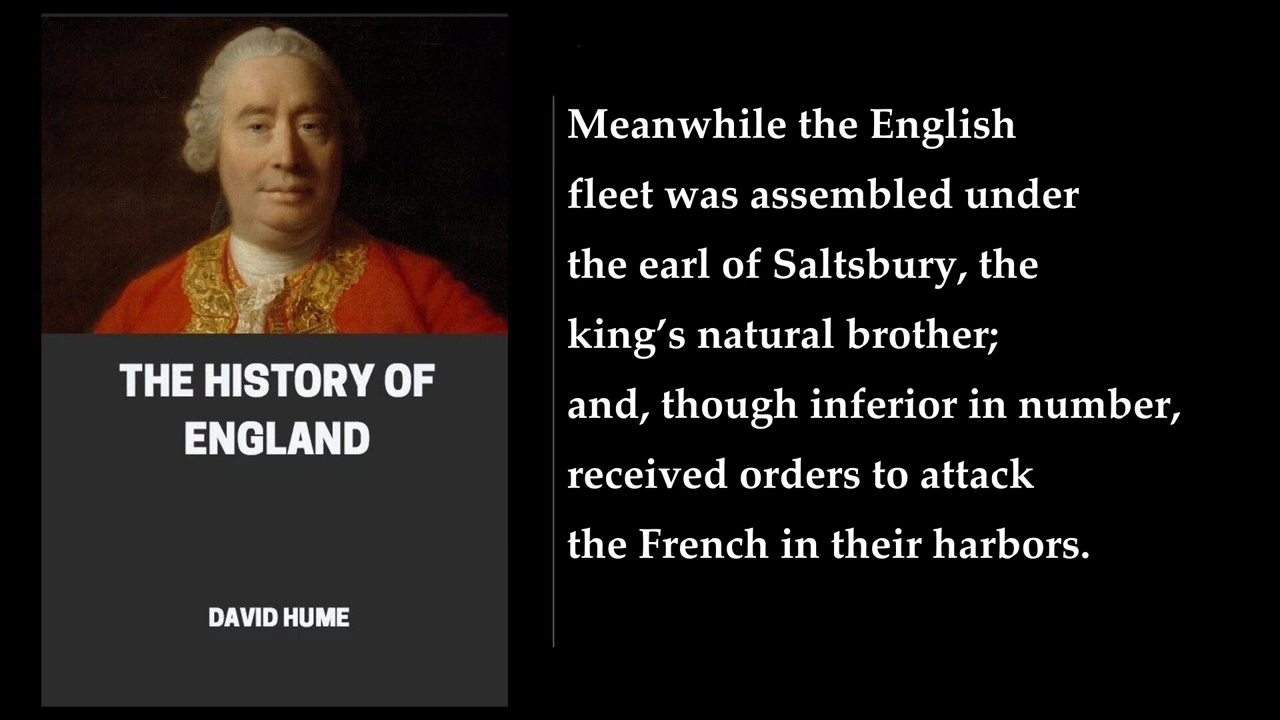 THE HISTORY OF
ENGLAND
DAVID HUME
Meanwhile the English
fleet was assembled under
the earl of Saltsbury, the
king’s natural brother;
and, though inferior in number,
received orders to attack
the French in their harbors.